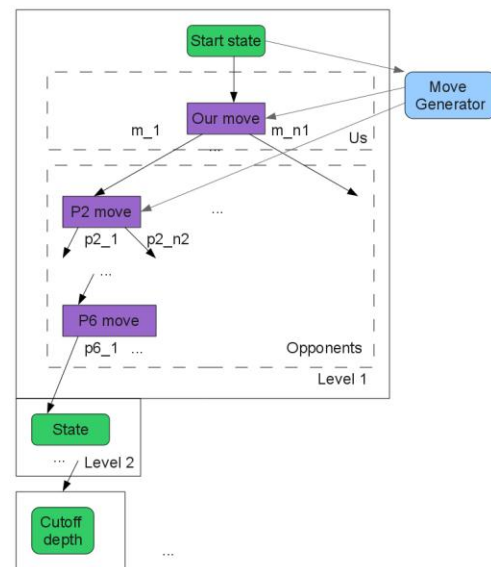 Start state
Move
Generator
Our move
m_1
m_n1
...
Us
P2 move
...
p2_1
p2_n2
...
P6 move
p6_1 ...
Opponents
Level 1
State
...
Level 2
Cutoff
depth
...